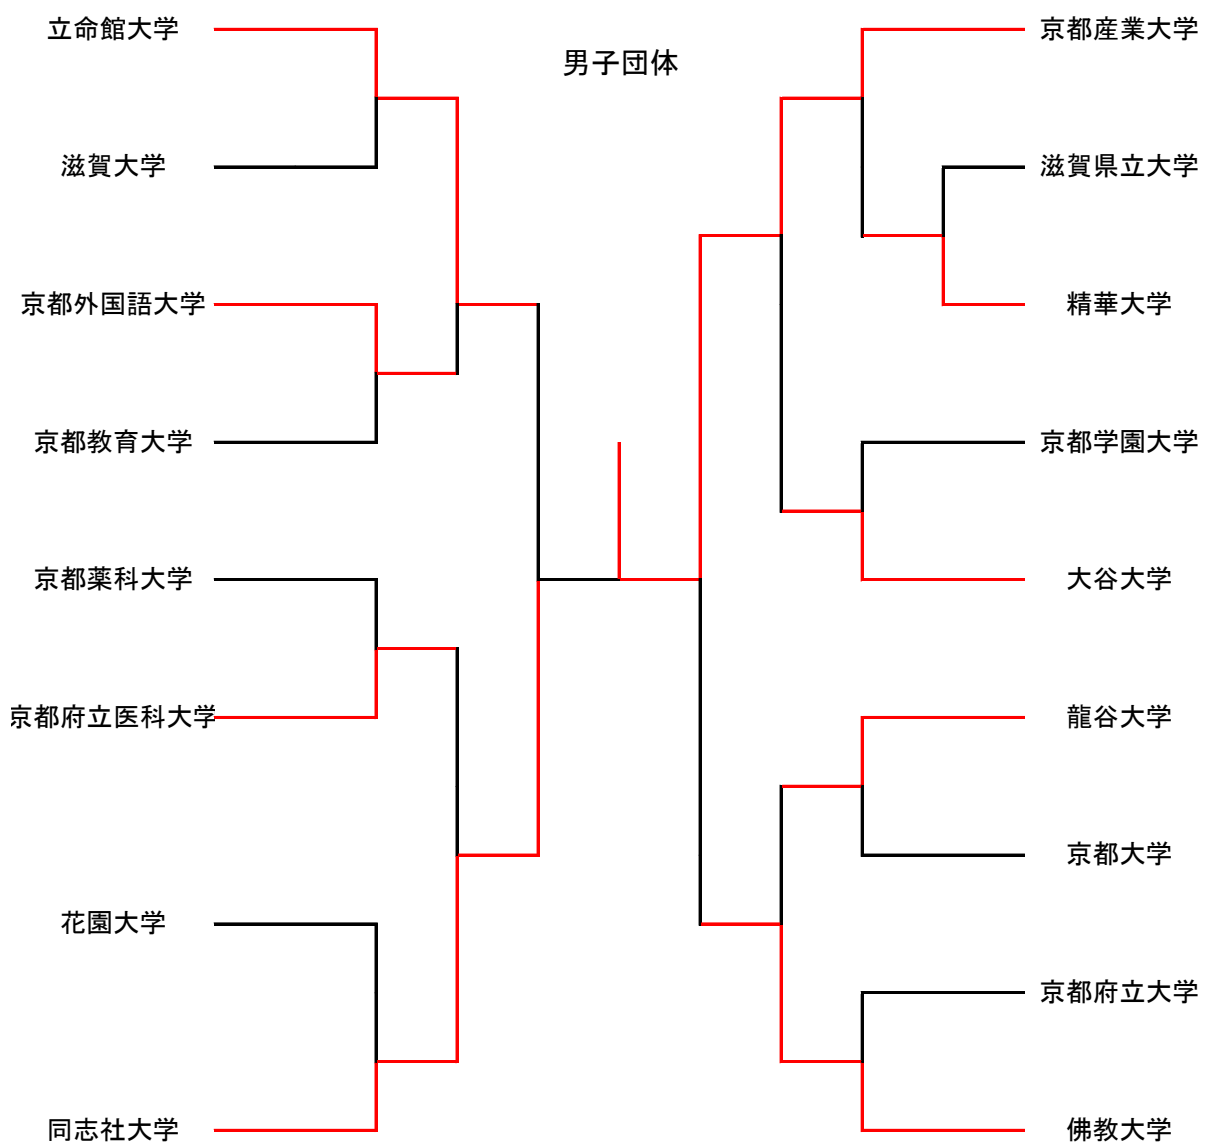 男子団体
立命館大学
滋賀大学
京都外国語大学
京都教育大学
京都薬科大学
京都府立医科大学
花園大学
同志社大学
京都産業大学
滋賀県立大学
精華大学
京都学園大学
大谷大学
龍谷大学
京都大学
京都府立大学
佛教大学